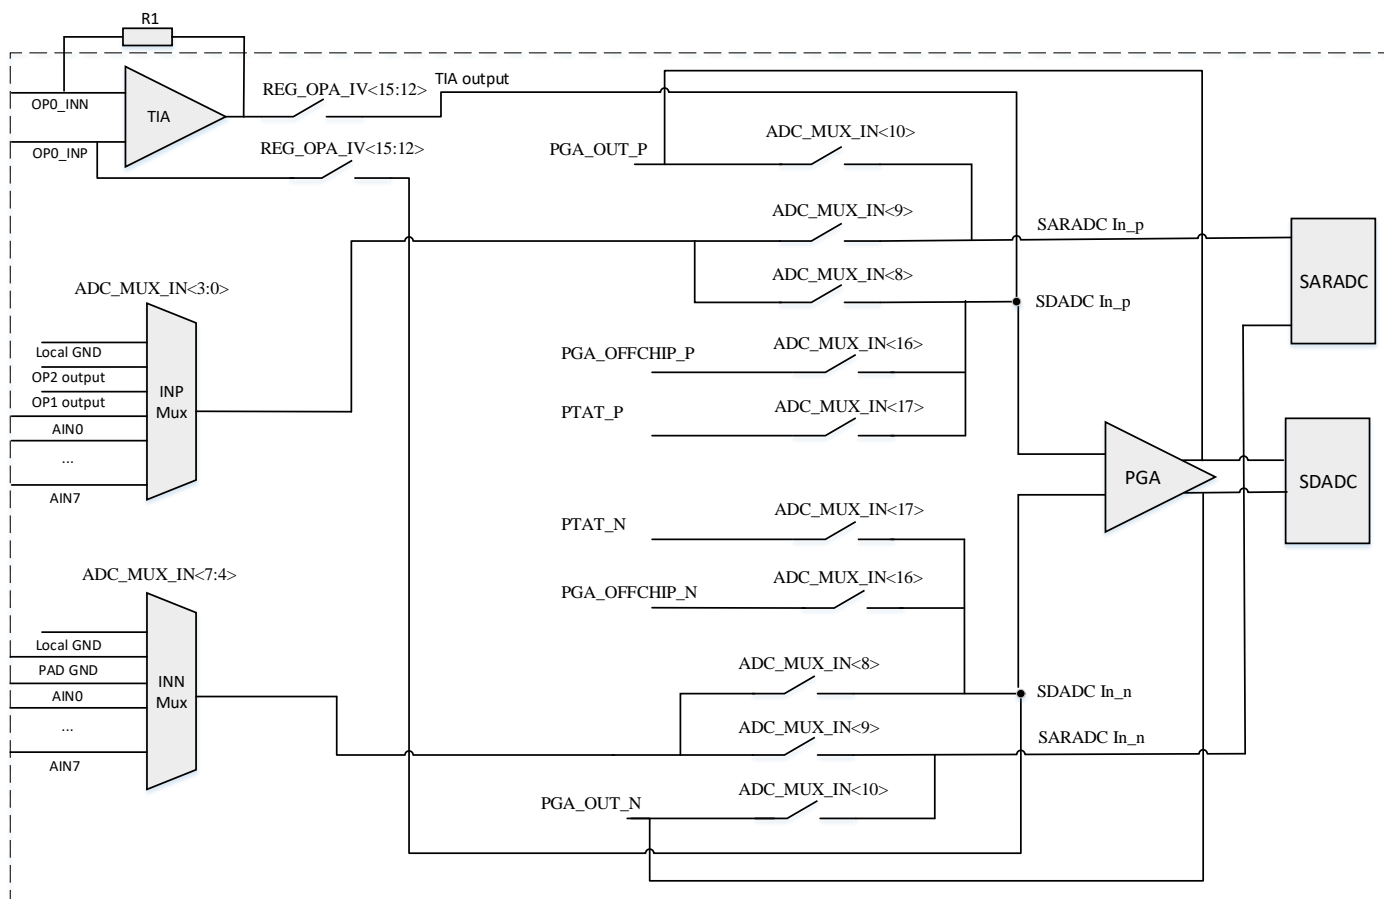 R1
TIA output
REG_OPA_IV<15:12>
OP0_INN
TIA
ADC_MUX_IN<10>
REG_OPA_IV<15:12>
PGA_OUT_P
OP0_INP
ADC_MUX_IN<9>
SARADC In_p
ADC_MUX_IN<8>
SARADC
ADC_MUX_IN<3:0>
SDADC In_p
ADC_MUX_IN<16>
Local GND
PGA_OFFCHIP_P
OP2 output
INP
Mux
OP1 output
ADC_MUX_IN<17>
PTAT_P
AIN0
...
AIN7
PGA
SDADC
ADC_MUX_IN<17>
PTAT_N
ADC_MUX_IN<7:4>
ADC_MUX_IN<16>
PGA_OFFCHIP_N
Local GND
PAD GND
INN
Mux
AIN0
...
AIN7
ADC_MUX_IN<8>
SDADC In_n
ADC_MUX_IN<9>
SARADC In_n
ADC_MUX_IN<10>
PGA_OUT_N